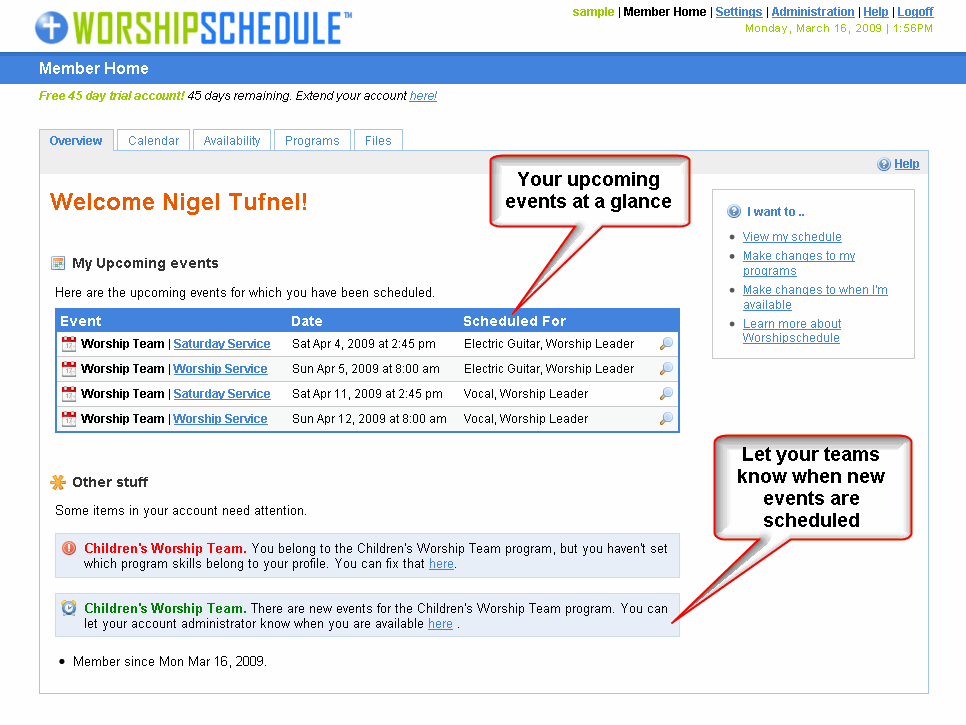 WORSHIPSCHEDULE™
sample | Member Home | Settings | Administration | Help | Logoff
Monday, March 16, 2009 | 1:56PM
Member Home
Free 45 day trial account! 45 days remaining. Extend your account here!
Overview Calendar Availability Programs Files
Help
Your upcoming
events at a glance
Welcome Nigel Tufnel!
I want to ..
View my schedule
Make changes to my
programs
Make changes to when I'm
available
Learn more about
Worshipschedule
My Upcoming events
Here are the upcoming events for which you have been scheduled.
Event Date Scheduled For
Worship Team | Saturday Service Sat Apr 4, 2009 at 2:45 pm Electric Guitar, Worship Leader
Worship Team | Worship Service Sun Apr 5, 2009 at 8:00 am Electric Guitar, Worship Leader
Worship Team | Saturday Service Sat Apr 11, 2009 at 2:45 pm Vocal, Worship Leader
Worship Team | Worship Service Sun Apr 12, 2009 at 8:00 am Vocal, Worship Leader
Let your teams
know when new
events are
scheduled
Other stuff
Some items in your account need attention.
Children's Worship Team. You belong to the Children's Worship Team program, but you haven't set
which program skills belong to your profile. You can fix that here.
Children's Worship Team. There are new events for the Children's Worship Team program. You can
let your account administrator know when you are available here .
Member since Mon Mar 16, 2009.